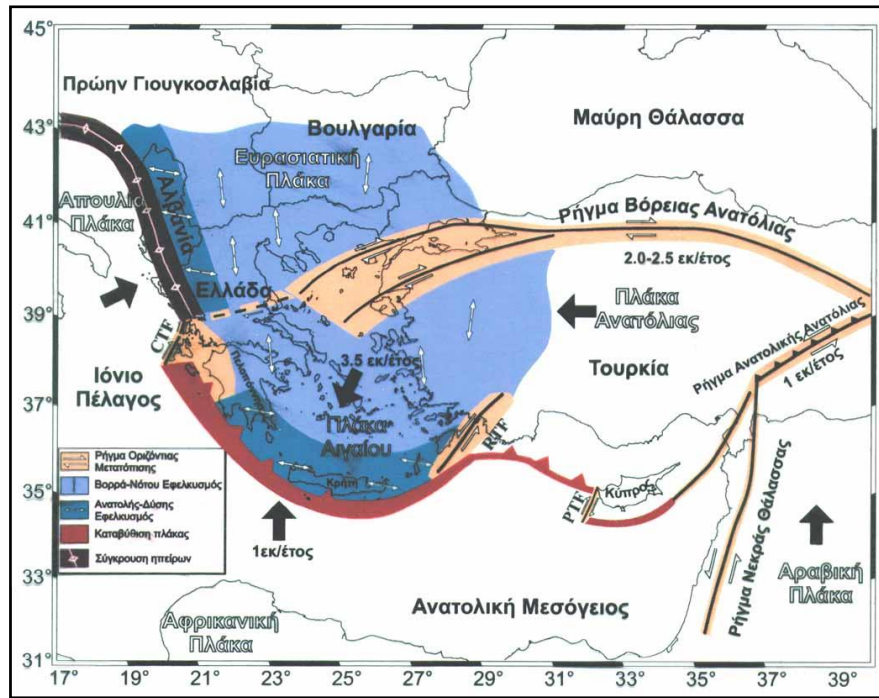 45°
43°
41°
39°
37°
35°
33°
31°
17°
19°
21°
23°
25°
27°
29°
31°
33°
35°
37°
39°
Πρώην Γιουγκοσλαβία
Βουλγαρία
Μαύρη Θάλασσα
Ευρασιατική
Πλάκα
Απουλία
Πλάκα
Αλβανία
Ρήγμα Βόρειας Ανατόλιας
2.0-2.5 εκ/έτος
Ελλάδα
Πλάκα
Ανατόλιας
Τουρκία
Ρήγμα Ανατολικής Ανατολίας
1 εκ/έτος
CTF
Ιόνιο
Πέλαγος
Πελοπόννησος
3.5 εκ/έτος
Πλάκα
Αιγαίου
RTF
Κρήτη
PTF
Κύπρος
1εκ/έτος
Ρήγμα Νεκράς Θάλασσας
Αραβική
Πλάκα
Ανατολική Μεσόγειος
Αφρικανική
Πλάκα
Ρήγμα Οριζόντιας
Μετατόπισης
Βορρά-Νότου Εφελκυσμός
Ανατολής-Δύσης
Εφελκυσμός
Καταβύθιση πλάκας
Σύγκρουση ηπείρων